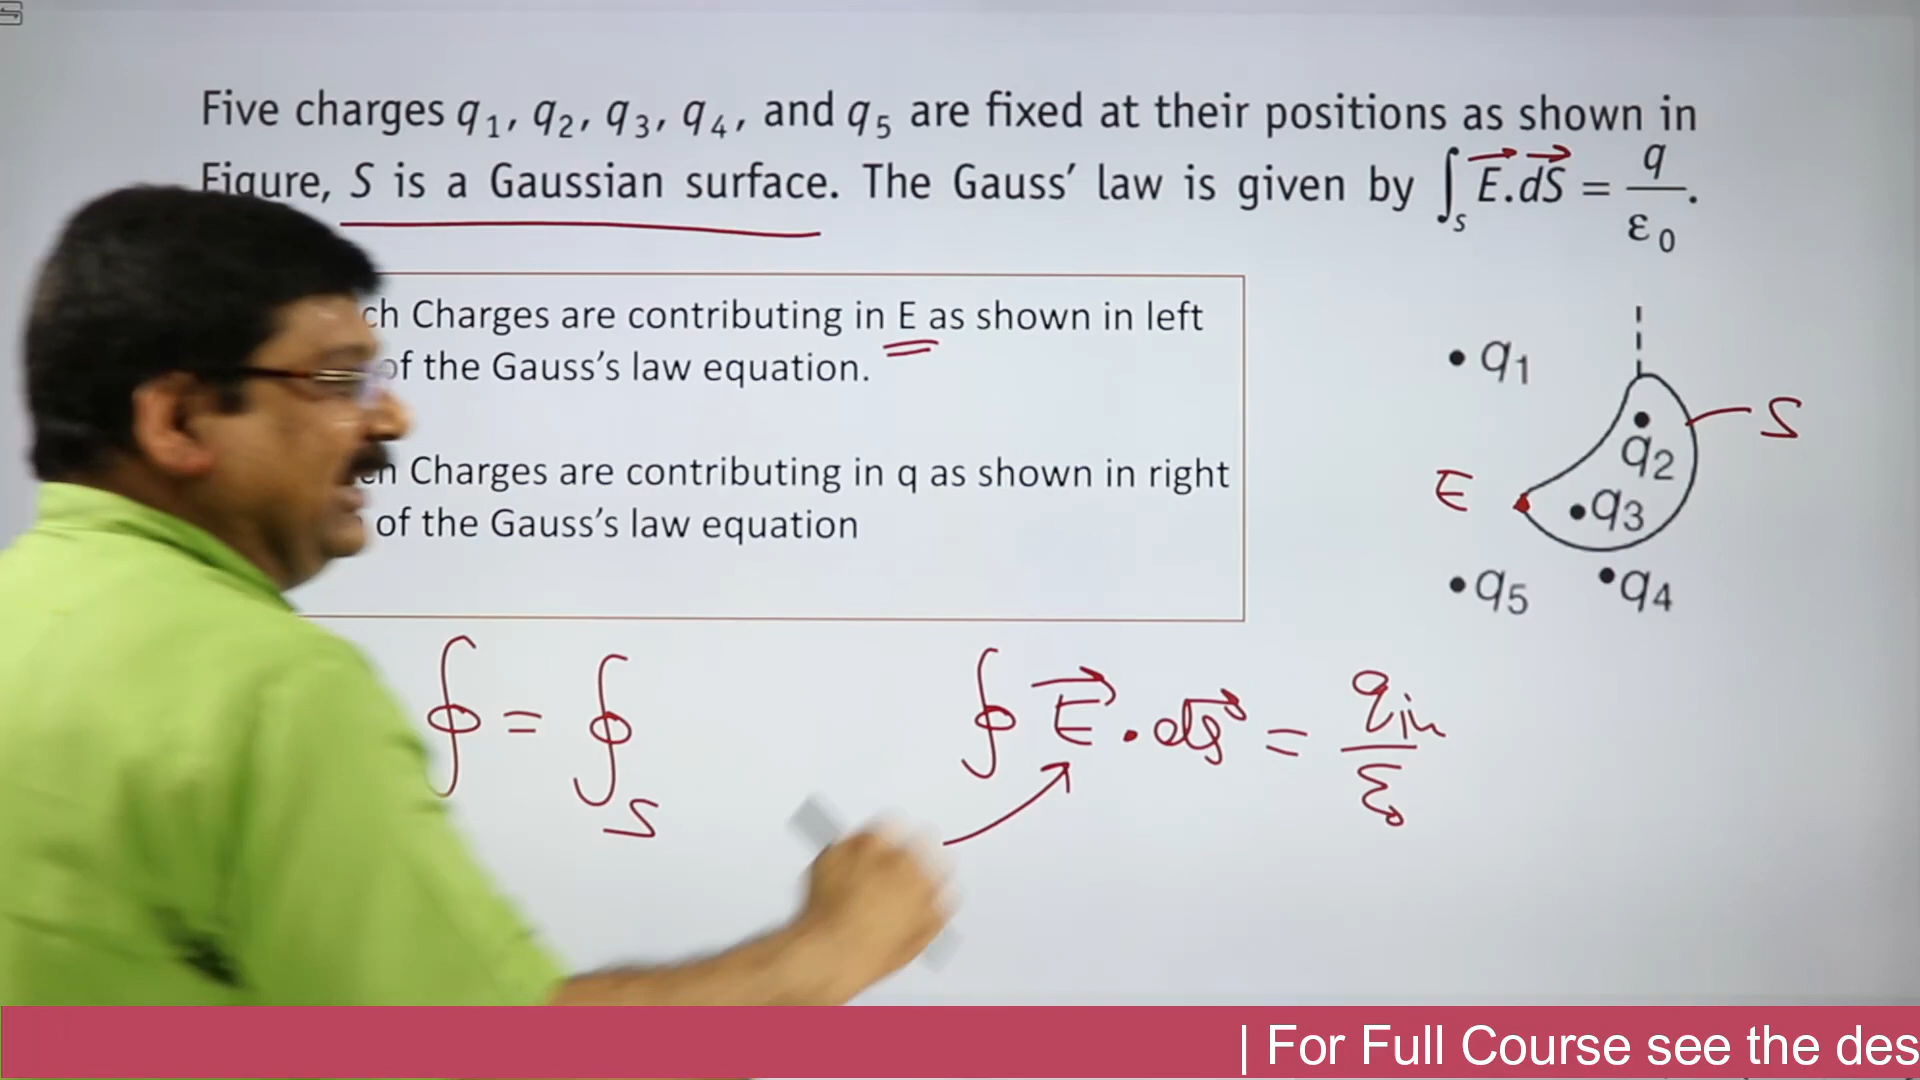 Five charges q1, q2, q3, q4, and q5 are fixed at their positions as shown in
Figure, S is a Gaussian surface. The Gauss' law is given by ∫s E.dS = q/ε0.
Charges are contributing in E as shown in left
of the Gauss's law equation.
Charges are contributing in q as shown in right
of the Gauss's law equation
q1
S
q2
E
q3
q5
q4
∮ = ∮S
∮ E . ds = qin/ε0
| For Full Course see the des